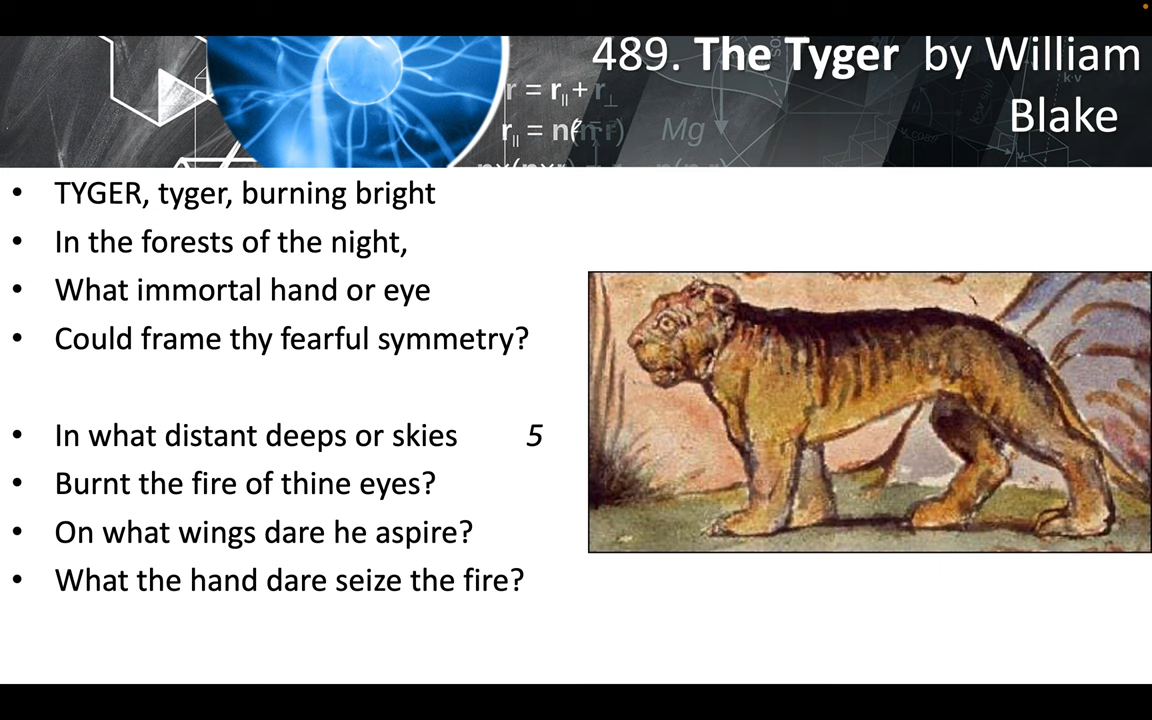 489. The Tyger by William
Blake
r = r∥ + r⊥
r∥ = n(
Mg
k·v
• TYGER, tyger, burning bright
• In the forests of the night,
• What immortal hand or eye
• Could frame thy fearful symmetry?
• In what distant deeps or skies 5
• Burnt the fire of thine eyes?
• On what wings dare he aspire?
• What the hand dare seize the fire?